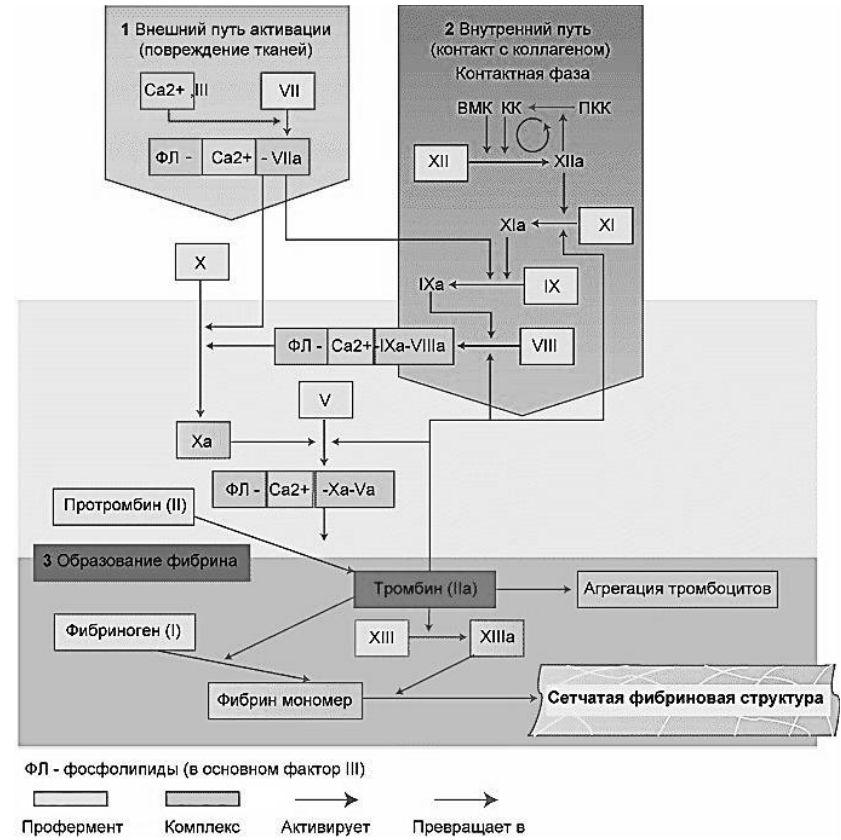 1 Внешний путь активации
(повреждение тканей)
Ca2+ ,III
VII
ФЛ -
Ca2+
- VIIa
2 Внутренний путь
(контакт с коллагеном)
Контактная фаза
ВМК
КК
ПКК
XII
XIIa
XIa
XI
IXa
IX
X
ФЛ -
Ca2+
-IXa-VIIIa
VIII
V
Xa
ФЛ -
Ca2+
-Xa-Va
Протромбин (II)
3 Образование фибрина
Тромбин (IIa)
Агрегация тромбоцитов
Фибриноген (I)
XIII
XIIIa
Фибрин мономер
Сетчатая фибриновая структура
ФЛ - фосфолипиды (в основном фактор III)
Профермент
Комплекс
Активирует
Превращает в